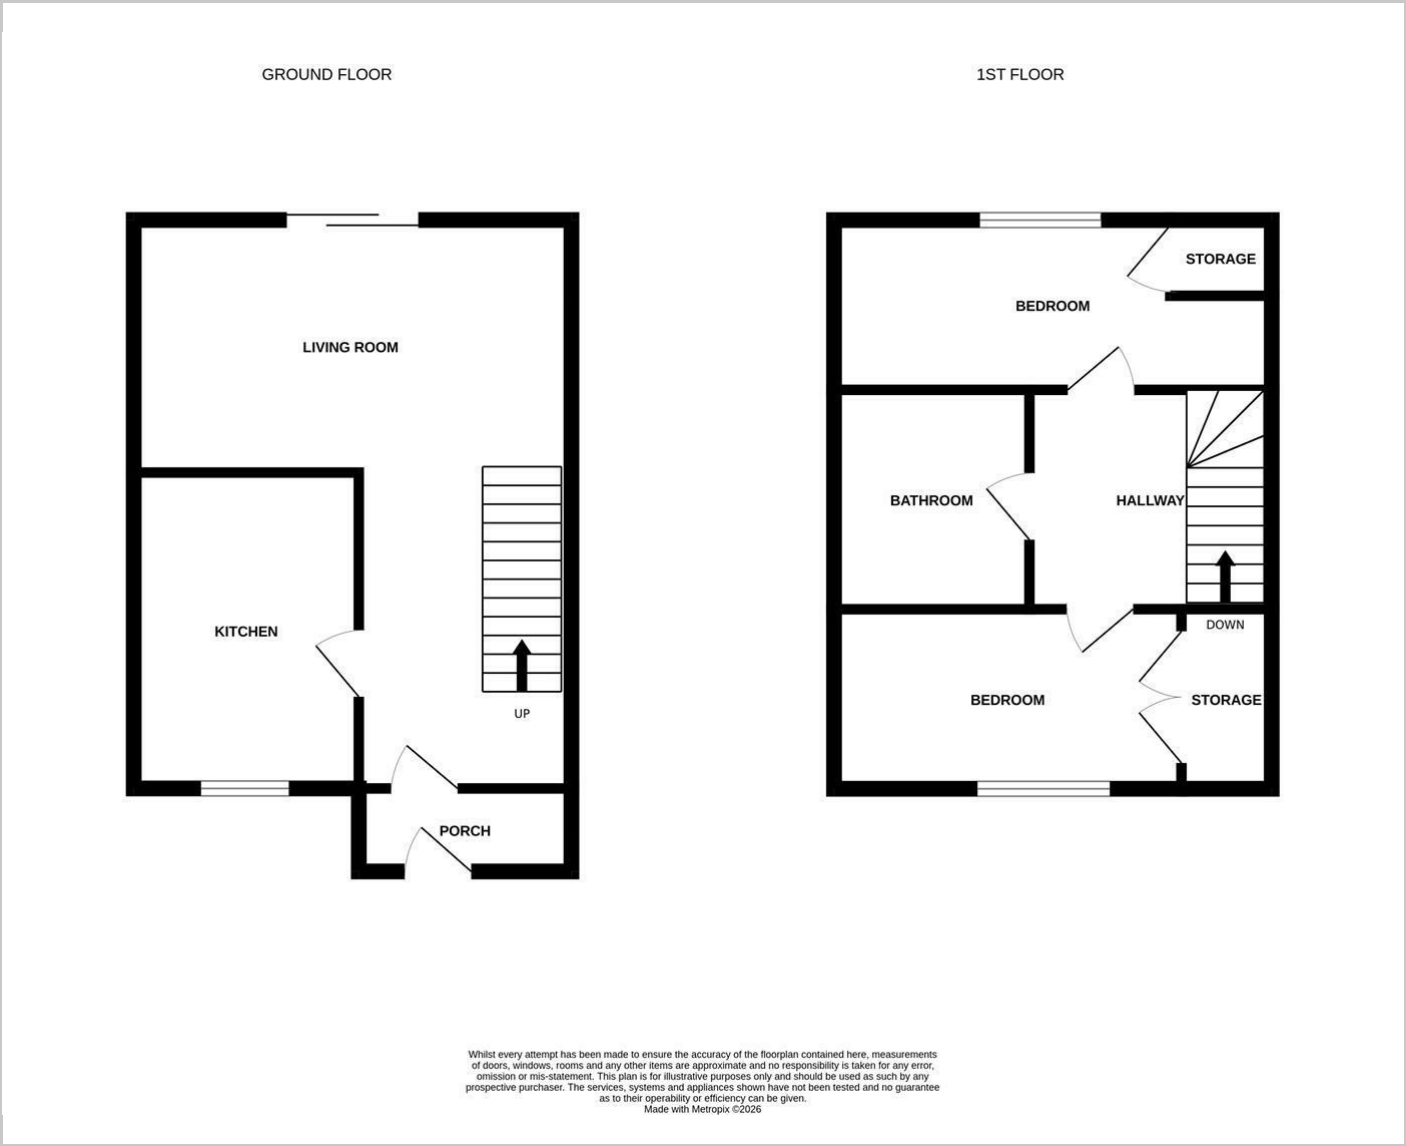 GROUND FLOOR
1ST FLOOR
LIVING ROOM
KITCHEN
UP
PORCH
STORAGE
BEDROOM
BATHROOM
HALLWAY
DOWN
BEDROOM
STORAGE
Whilst every attempt has been made to ensure the accuracy of the floorplan contained here, measurements
of doors, windows, rooms and any other items are approximate and no responsibility is taken for any error,
omission or mis-statement. This plan is for illustrative purposes only and should be used as such by any
prospective purchaser. The services, systems and appliances shown have not been tested and no guarantee
as to their operability or efficiency can be given.
Made with Metropix ©2026